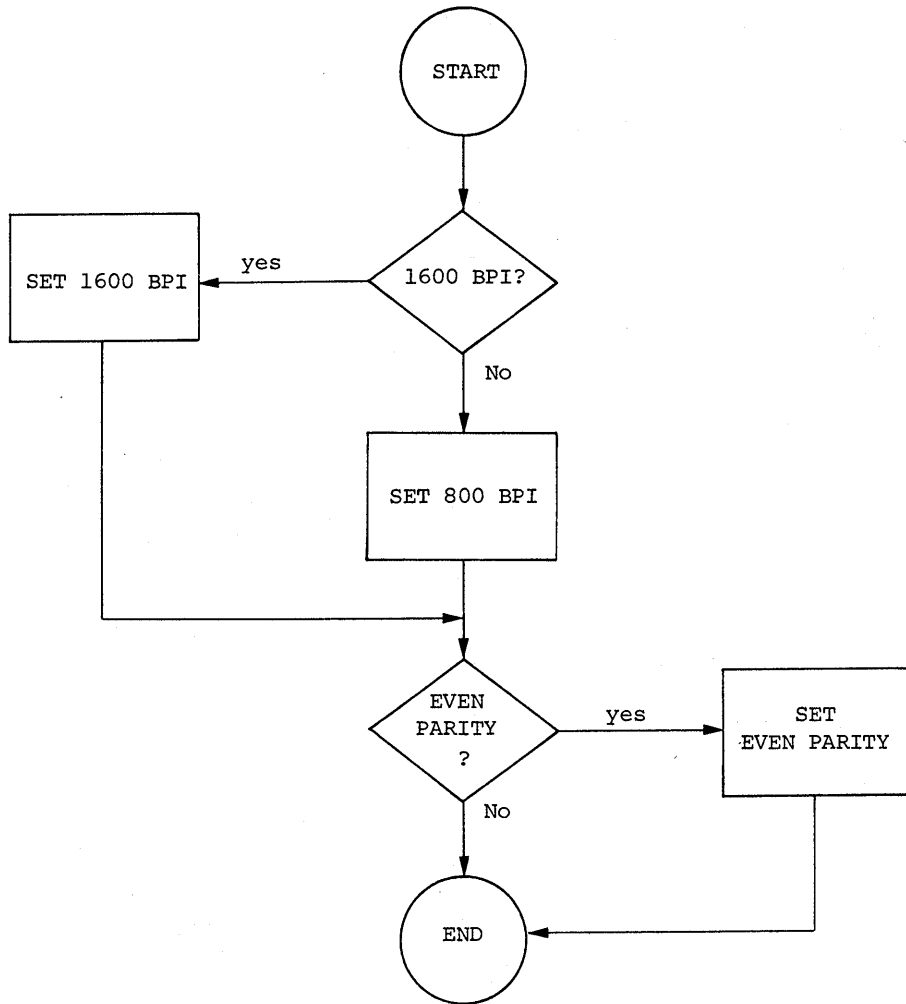 START
1600 BPI?
yes
SET 1600 BPI
No
SET 800 BPI
EVEN
PARITY
?
yes
SET
EVEN PARITY
No
END